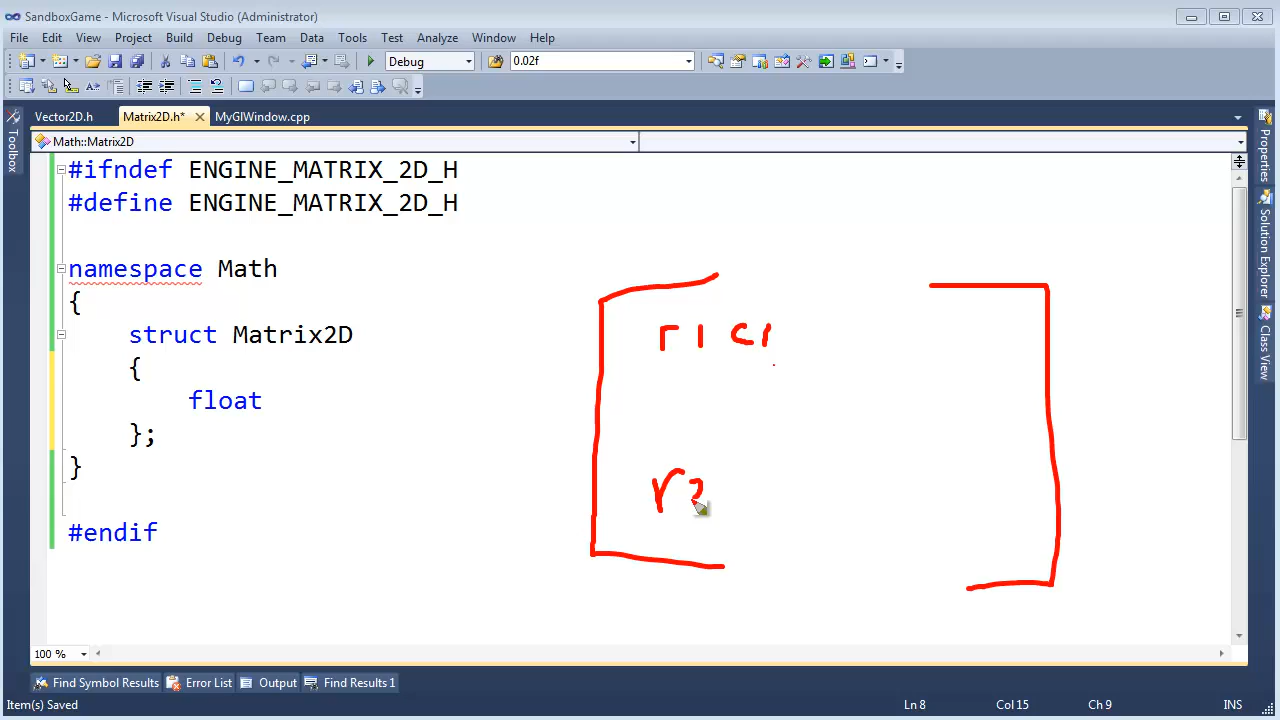 SandboxGame - Microsoft Visual Studio (Administrator)
File Edit View Project Build Debug Team Data Tools Test Analyze Window Help
Debug 0.02f
Vector2D.h Matrix2D.h* MyGlWindow.cpp
Math::Matrix2D
Toolbox
Properties
Solution Explorer
Class View
#ifndef ENGINE_MATRIX_2D_H
#define ENGINE_MATRIX_2D_H
namespace Math
{
struct Matrix2D
{
float
};
}
#endif
r1 c1
r2
100 %
Find Symbol Results Error List Output Find Results 1
Item(s) Saved Ln 8 Col 15 Ch 9 INS